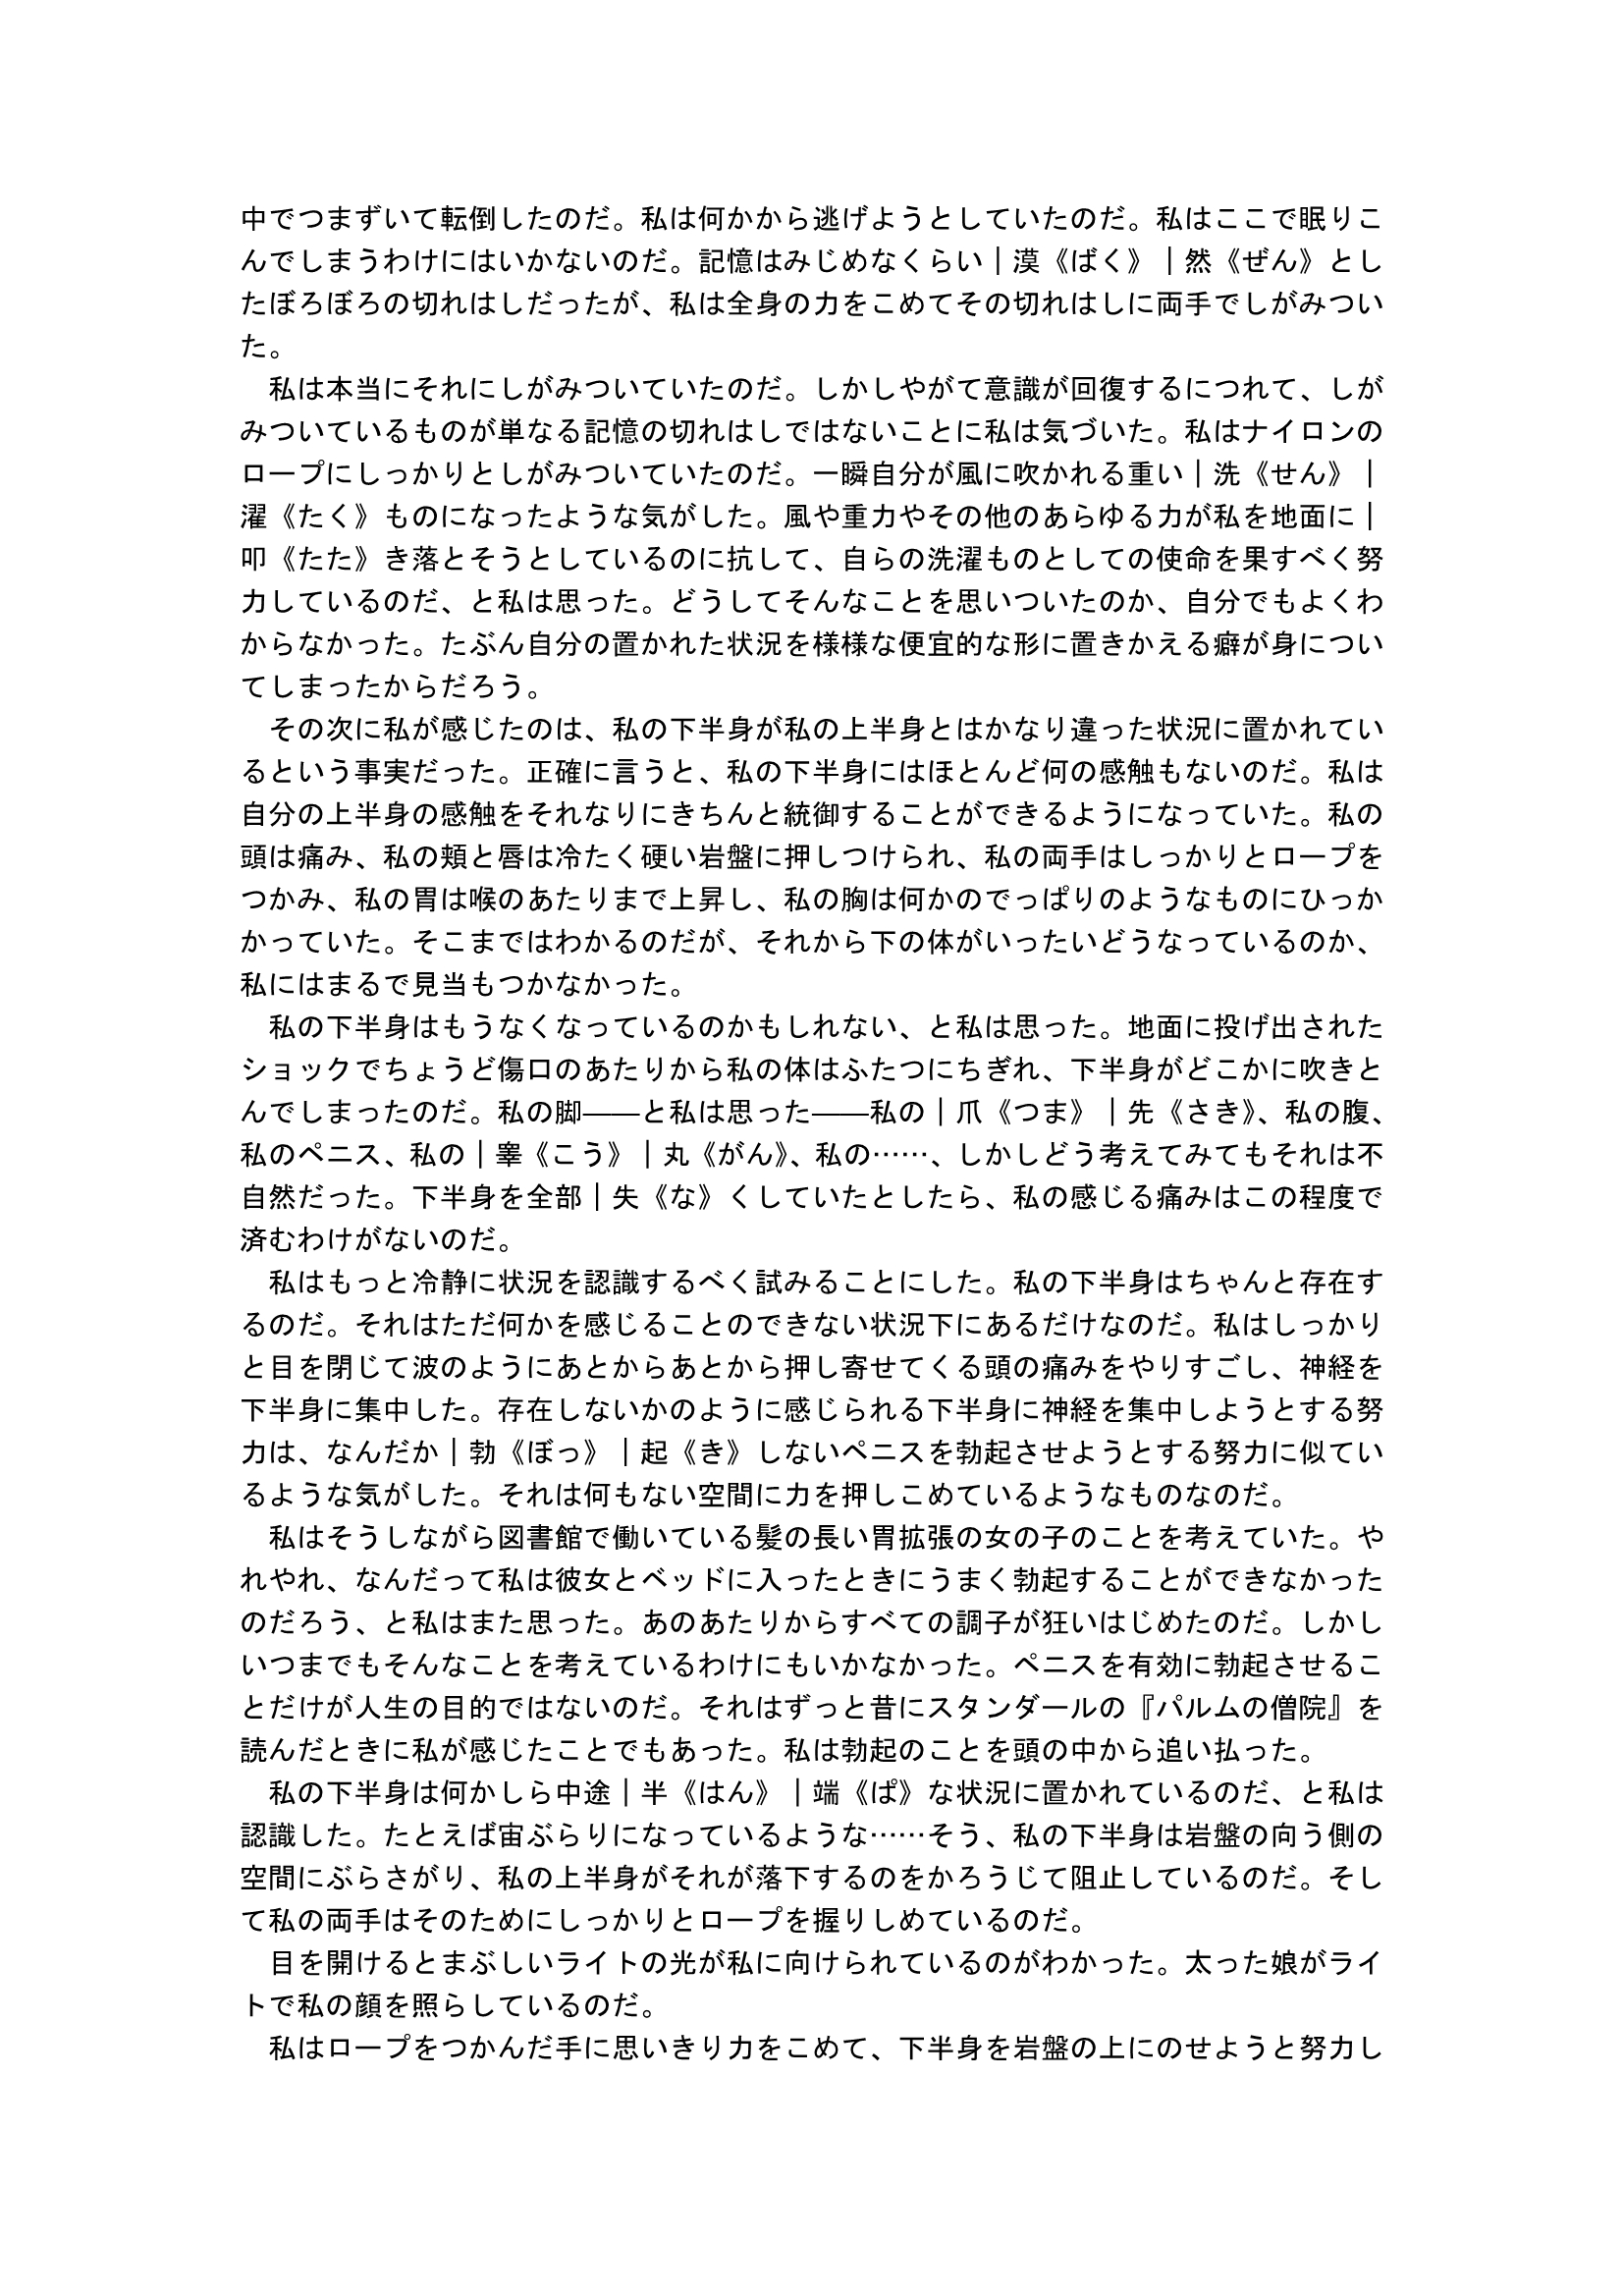 中でつまずいて転倒したのだ。私は何かから逃げようとしていたのだ。私はここで眠りこ
んでしまうわけにはいかないのだ。記憶はみじめなくらい｜漠《ばく》｜然《ぜん》とし
たぼろぼろの切れはしだったが、私は全身の力をこめてその切れはしに両手でしがみつい
た。
　私は本当にそれにしがみついていたのだ。しかしやがて意識が回復するにつれて、しが
みついているものが単なる記憶の切れはしではないことに私は気づいた。私はナイロンの
ロープにしっかりとしがみついていたのだ。一瞬自分が風に吹かれる重い｜洗《せん》｜
濯《たく》ものになったような気がした。風や重力やその他のあらゆる力が私を地面に｜
叩《たた》き落とそうとしているのに抗して、自らの洗濯ものとしての使命を果すべく努
力しているのだ、と私は思った。どうしてそんなことを思いついたのか、自分でもよくわ
からなかった。たぶん自分の置かれた状況を様様な便宜的な形に置きかえる癖が身につい
てしまったからだろう。
　その次に私が感じたのは、私の下半身が私の上半身とはかなり違った状況に置かれてい
るという事実だった。正確に言うと、私の下半身にはほとんど何の感触もないのだ。私は
自分の上半身の感触をそれなりにきちんと統御することができるようになっていた。私の
頭は痛み、私の頬と唇は冷たく硬い岩盤に押しつけられ、私の両手はしっかりとロープを
つかみ、私の胃は喉のあたりまで上昇し、私の胸は何かのでっぱりのようなものにひっか
かっていた。そこまではわかるのだが、それから下の体がいったいどうなっているのか、
私にはまるで見当もつかなかった。
　私の下半身はもうなくなっているのかもしれない、と私は思った。地面に投げ出された
ショックでちょうど傷口のあたりから私の体はふたつにちぎれ、下半身がどこかに吹きと
んでしまったのだ。私の脚――と私は思った――私の｜爪《つま》｜先《さき》、私の腹、
私のペニス、私の｜睾《こう》｜丸《がん》、私の……、しかしどう考えてみてもそれは不
自然だった。下半身を全部｜失《な》くしていたとしたら、私の感じる痛みはこの程度で
済むわけがないのだ。
　私はもっと冷静に状況を認識するべく試みることにした。私の下半身はちゃんと存在す
るのだ。それはただ何かを感じることのできない状況下にあるだけなのだ。私はしっかり
と目を閉じて波のようにあとからあとから押し寄せてくる頭の痛みをやりすごし、神経を
下半身に集中した。存在しないかのように感じられる下半身に神経を集中しようとする努
力は、なんだか｜勃《ぼっ》｜起《き》しないペニスを勃起させようとする努力に似てい
るような気がした。それは何もない空間に力を押しこめているようなものなのだ。
　私はそうしながら図書館で働いている髪の長い胃拡張の女の子のことを考えていた。や
れやれ、なんだって私は彼女とベッドに入ったときにうまく勃起することができなかった
のだろう、と私はまた思った。あのあたりからすべての調子が狂いはじめたのだ。しかし
いつまでもそんなことを考えているわけにもいかなかった。ペニスを有効に勃起させるこ
とだけが人生の目的ではないのだ。それはずっと昔にスタンダールの『パルムの僧院』を
読んだときに私が感じたことでもあった。私は勃起のことを頭の中から追い払った。
　私の下半身は何かしら中途｜半《はん》｜端《ぱ》な状況に置かれているのだ、と私は
認識した。たとえば宙ぶらりになっているような……そう、私の下半身は岩盤の向う側の
空間にぶらさがり、私の上半身がそれが落下するのをかろうじて阻止しているのだ。そし
て私の両手はそのためにしっかりとロープを握りしめているのだ。
　目を開けるとまぶしいライトの光が私に向けられているのがわかった。太った娘がライ
トで私の顔を照らしているのだ。
　私はロープをつかんだ手に思いきり力をこめて、下半身を岩盤の上にのせようと努力し